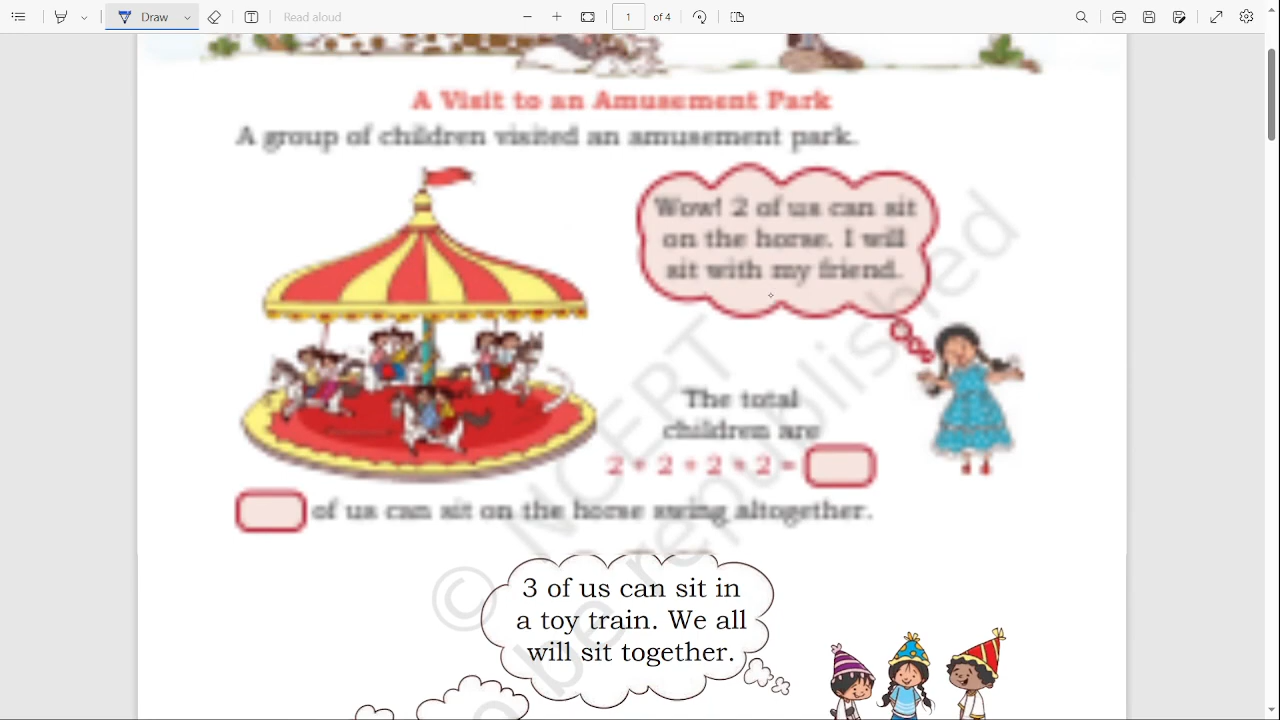 Draw
Read aloud
1 of 4
A Visit to an Amusement Park
A group of children visited an amusement park.
Wow! 2 of us can sit
on the horse. I will
sit with my friend.
The total
children are
2 + 2 + 2 + 2 =
of us can sit on the horse swing altogether.
© NCERT
be republished
3 of us can sit in
a toy train. We all
will sit together.